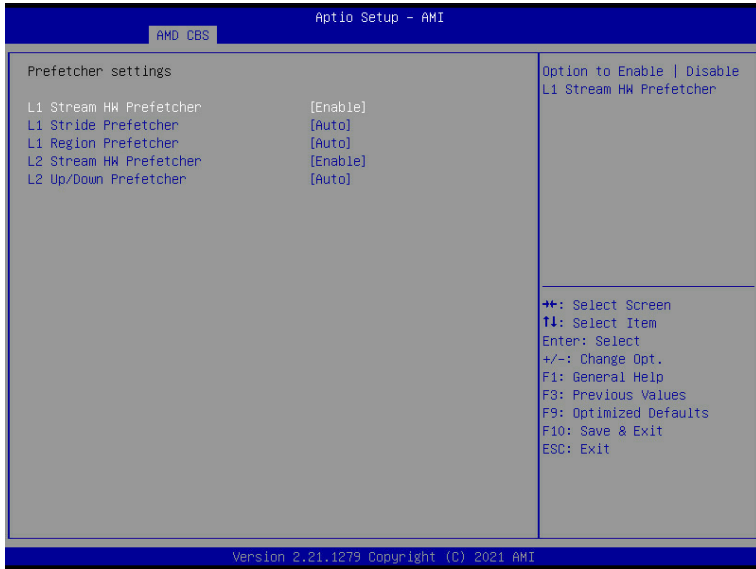 Aptio Setup – AMI
AMD CBS
Prefetcher settings
L1 Stream HW Prefetcher [Enable]
L1 Stride Prefetcher [Auto]
L1 Region Prefetcher [Auto]
L2 Stream HW Prefetcher [Enable]
L2 Up/Down Prefetcher [Auto]
Option to Enable | Disable
L1 Stream HW Prefetcher
→←: Select Screen
↑↓: Select Item
Enter: Select
+/-: Change Opt.
F1: General Help
F3: Previous Values
F9: Optimized Defaults
F10: Save & Exit
ESC: Exit
Version 2.21.1279 Copyright (C) 2021 AMI